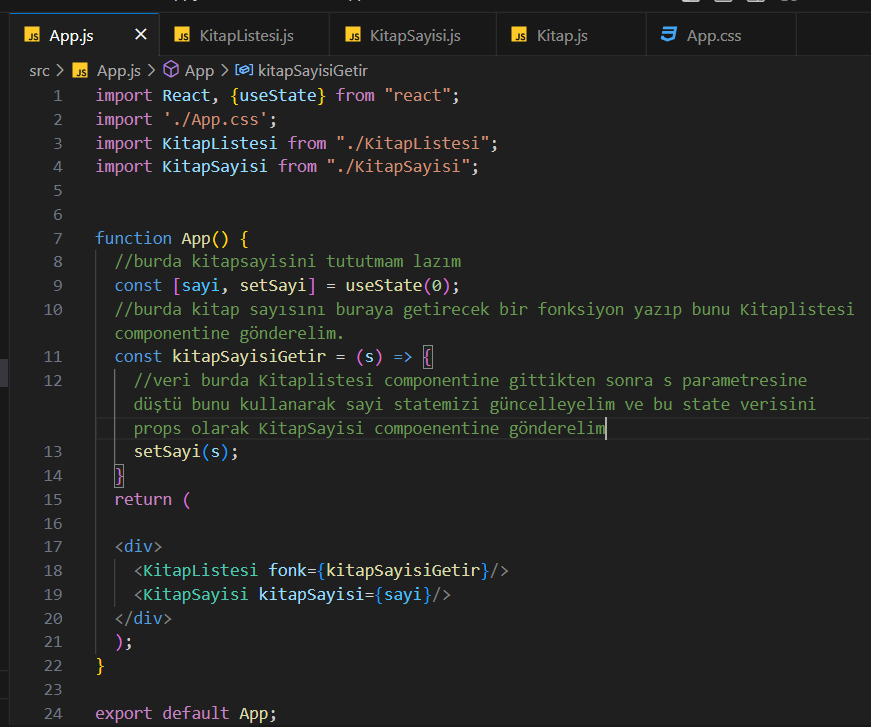 JS App.js × JS KitapListesi.js JS KitapSayisi.js JS Kitap.js App.css
src > JS App.js > App > kitapSayisiGetir
1 import React, {useState} from "react";
2 import './App.css';
3 import KitapListesi from "./KitapListesi";
4 import KitapSayisi from "./KitapSayisi";
5
6
7 function App() {
8 //burda kitapsayisini tututmam lazım
9 const [sayi, setSayi] = useState(0);
10 //burda kitap sayısını buraya getirecek bir fonksiyon yazıp bunu Kitaplistesi
componentine gönderelim.
11 const kitapSayisiGetir = (s) => {
12 //veri burda Kitaplistesi componentine gittikten sonra s parametresine
düştü bunu kullanarak sayi statemizi güncelleyelim ve bu state verisini
props olarak KitapSayisi compoenentine gönderelim
13 setSayi(s);
14 }
15 return (
16
17 <div>
18 <KitapListesi fonk={kitapSayisiGetir}/>
19 <KitapSayisi kitapSayisi={sayi}/>
20 </div>
21 );
22 }
23
24 export default App;